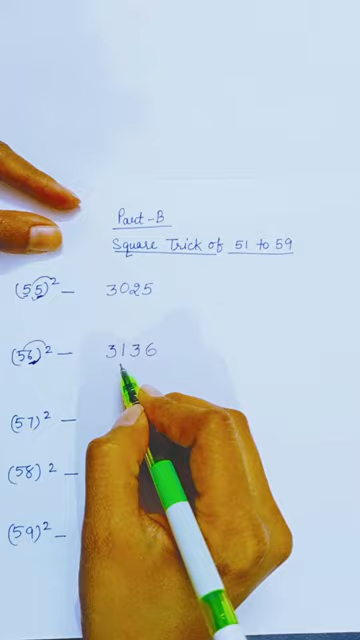 Part-B
Square Trick of 51 to 59
(55)² - 3025
(56)² - 3136
(57)² -
(58)² -
(59)² -